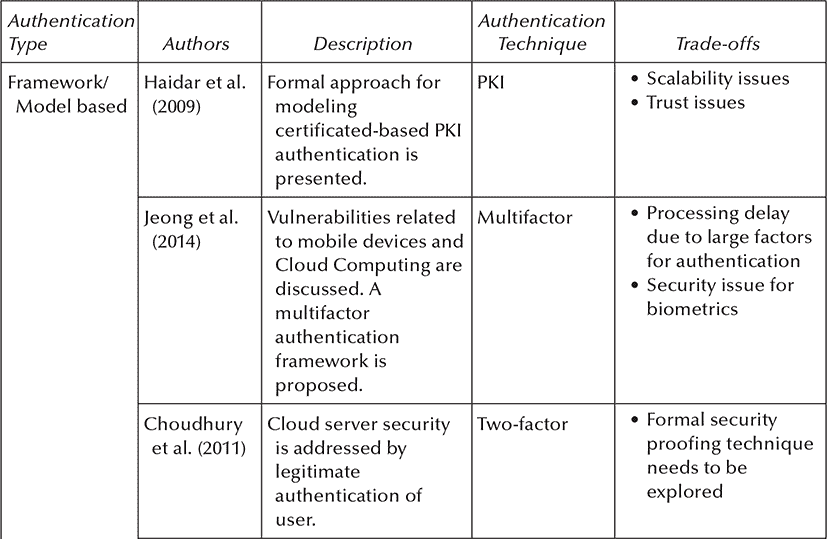 Authentication
Type
Authors
Description
Authentication
Technique
Trade-offs
Framework/
Model based
Haidar et al.
(2009)
Formal approach for
modeling
certificated-based PKI
authentication is
presented.
PKI
• Scalability issues
• Trust issues
Jeong et al.
(2014)
Vulnerabilities related
to mobile devices and
Cloud Computing are
discussed. A
multifactor
authentication
framework is
proposed.
Multifactor
• Processing delay
due to large factors
for authentication
• Security issue for
biometrics
Choudhury
et al. (2011)
Cloud server security
is addressed by
legitimate
authentication of
user.
Two-factor
• Formal security
proofing technique
needs to be
explored